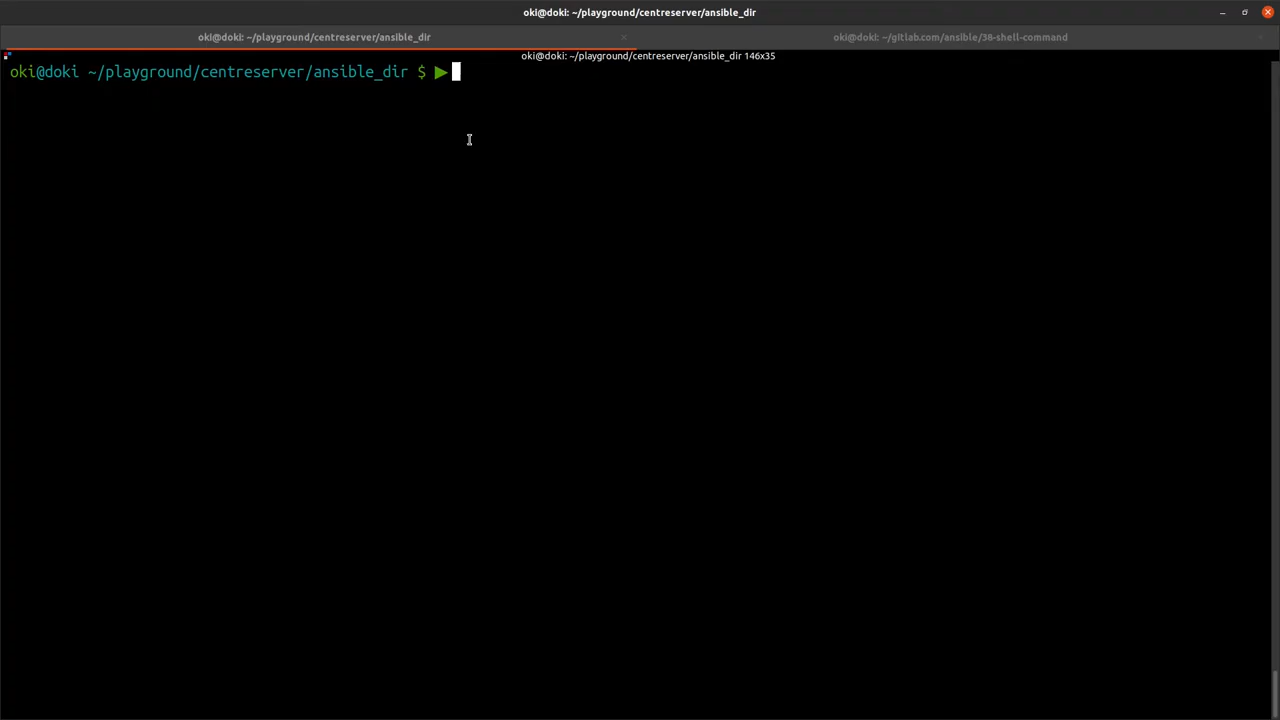 oki@doki: ~/playground/centreserver/ansible_dir
oki@doki: ~/playground/centreserver/ansible_dir
oki@doki: ~/gitlab.com/ansible/38-shell-command
oki@doki: ~/playground/centreserver/ansible_dir 146x35
oki@doki ~/playground/centreserver/ansible_dir $ ▶